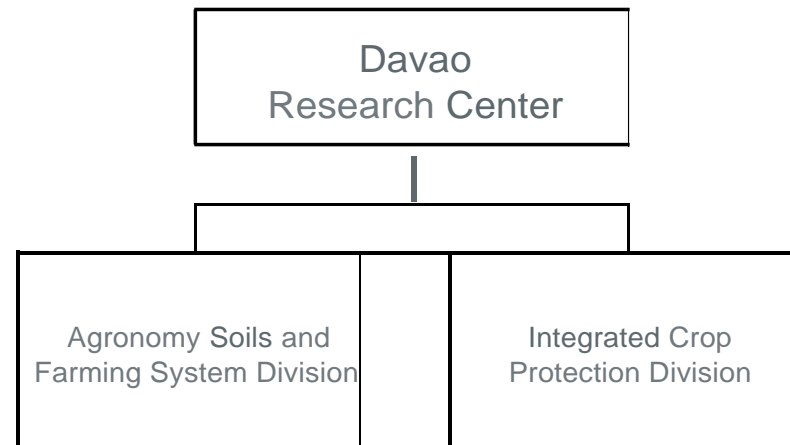 Davao
Research Center
Agronomy Soils and
Farming System Division
Integrated Crop
Protection Division